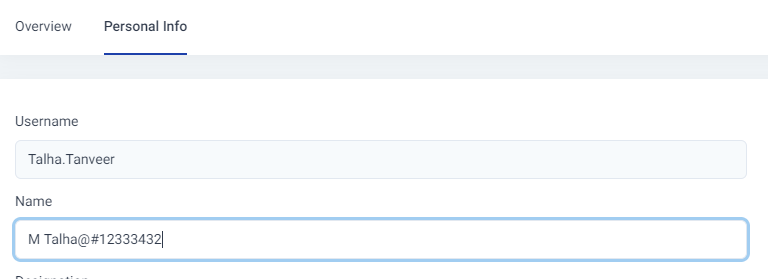 Overview Personal Info
Username
Talha.Tanveer
Name
M Talha@#12333432